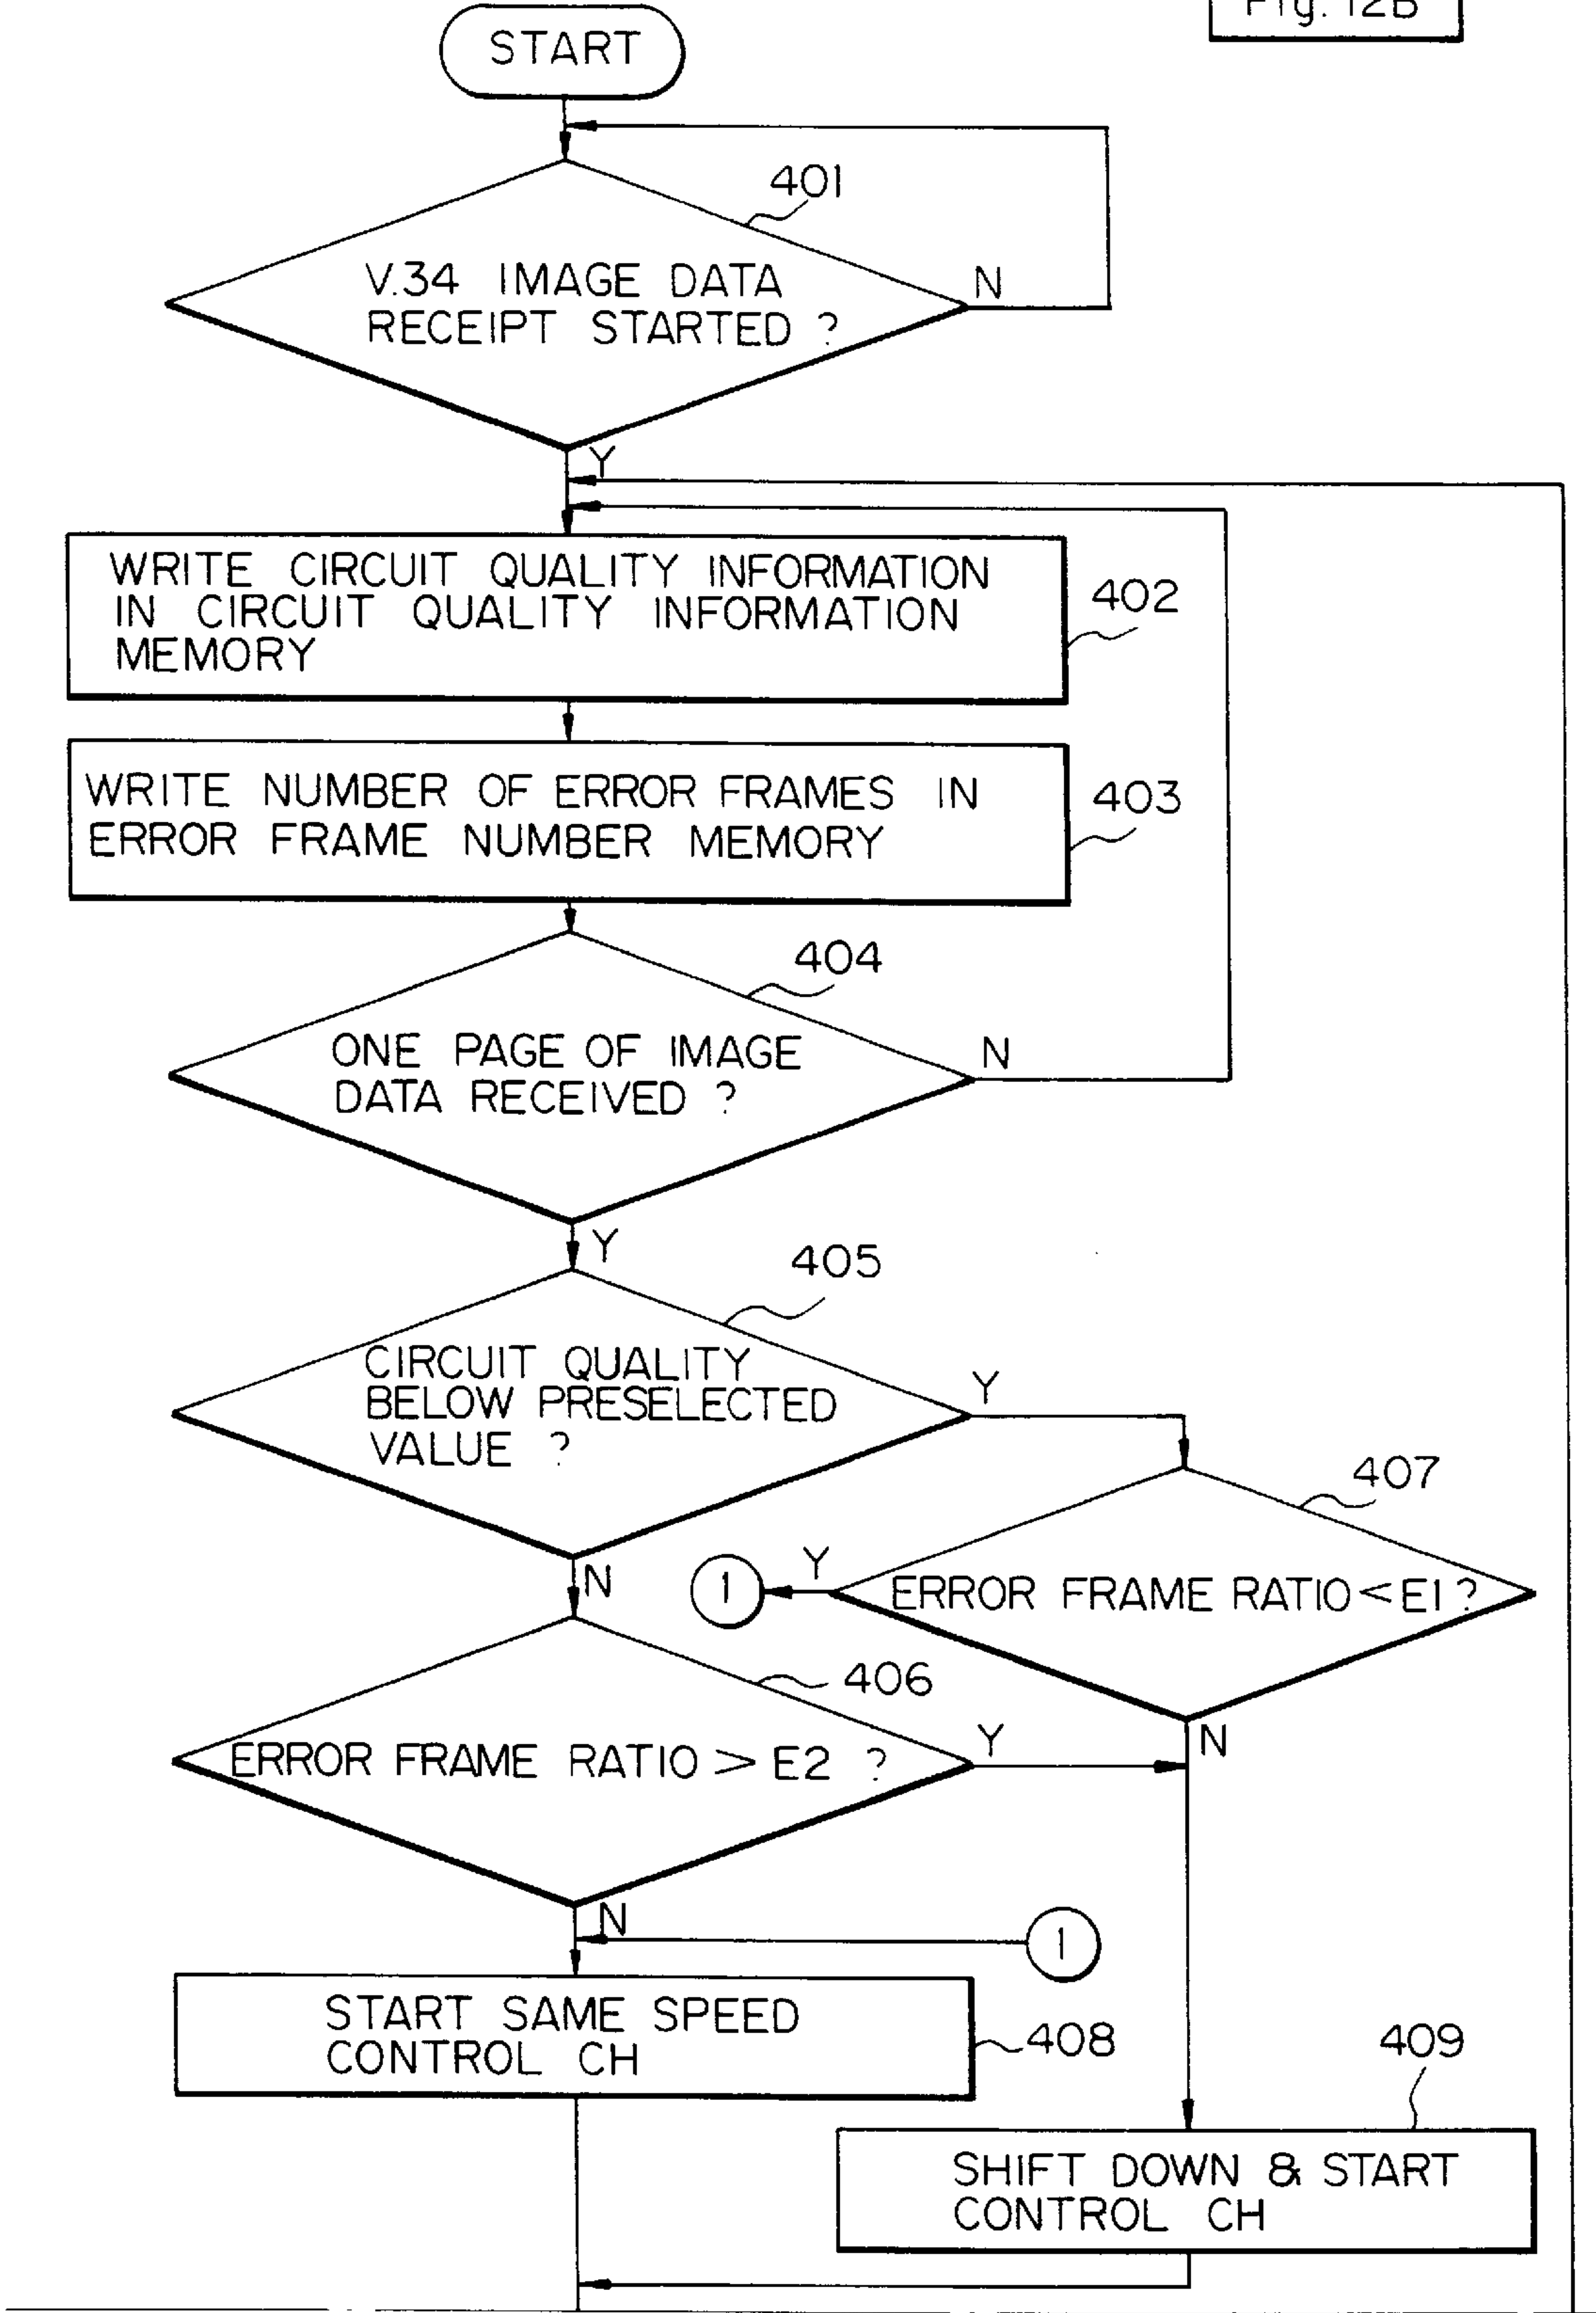 Fig. 12B
START
401
V.34 IMAGE DATA
RECEIPT STARTED ?
N
Y
WRITE CIRCUIT QUALITY INFORMATION
IN CIRCUIT QUALITY INFORMATION
MEMORY
402
WRITE NUMBER OF ERROR FRAMES IN
ERROR FRAME NUMBER MEMORY
403
404
ONE PAGE OF IMAGE
DATA RECEIVED ?
N
Y
405
CIRCUIT QUALITY
BELOW PRESELECTED
VALUE ?
Y
N
407
ERROR FRAME RATIO < E1 ?
Y
1
N
406
ERROR FRAME RATIO > E2 ?
Y
N
1
START SAME SPEED
CONTROL CH
408
409
SHIFT DOWN & START
CONTROL CH